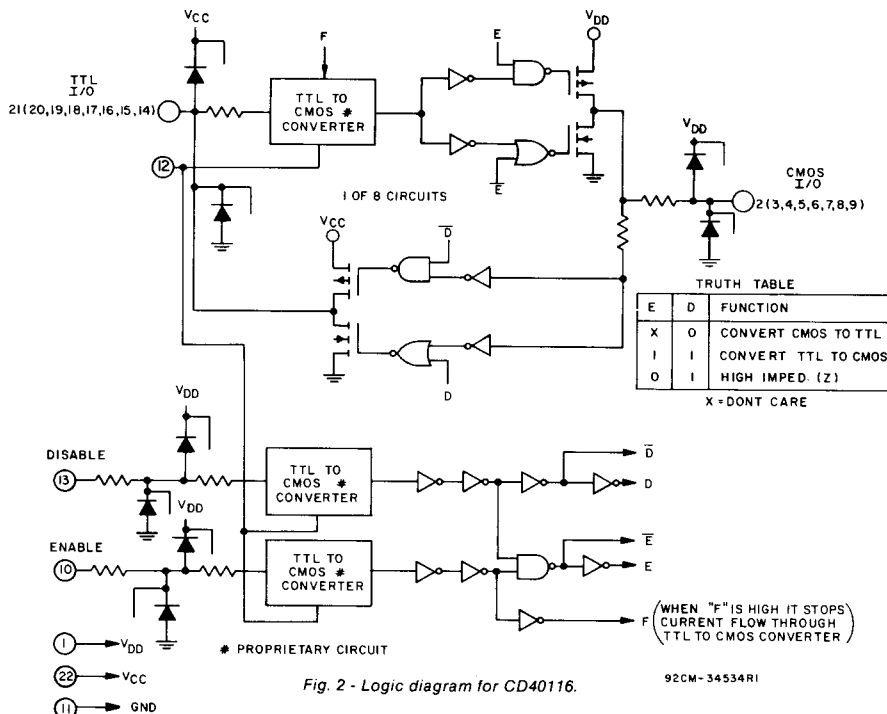 VCC
F
E
VDD
TTL
I/O
21(20,19,18,17,16,15,14)
TTL TO
CMOS #
CONVERTER
12
1 OF 8 CIRCUITS
E
VDD
CMOS
I/O
2(3,4,5,6,7,8,9)
VCC
D
D
TRUTH TABLE
E D FUNCTION
X 0 CONVERT CMOS TO TTL
1 1 CONVERT TTL TO CMOS
0 1 HIGH IMPED. (Z)
X = DONT CARE
VDD
DISABLE
13
TTL TO
CMOS #
CONVERTER
D
D
VDD
ENABLE
10
TTL TO
CMOS #
CONVERTER
E
E
F (WHEN "F" IS HIGH IT STOPS
CURRENT FLOW THROUGH
TTL TO CMOS CONVERTER)
1 VDD
# PROPRIETARY CIRCUIT
22 VCC
11 GND
Fig. 2 - Logic diagram for CD40116.
92CM-34534R1